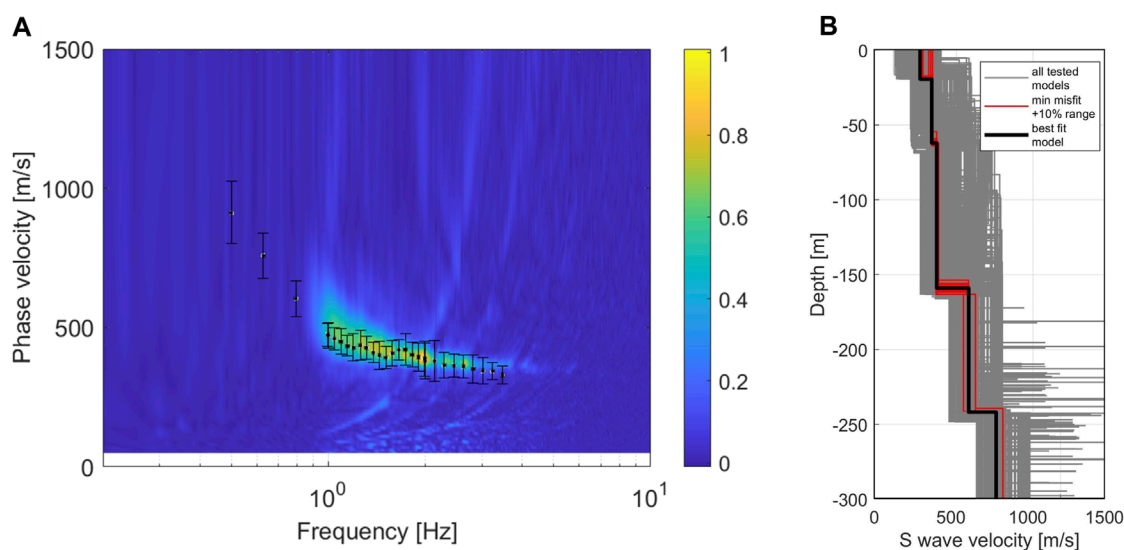 A
1500
1000
500
0
Phase velocity [m/s]
10^0
10^1
Frequency [Hz]
1
0.8
0.6
0.4
0.2
0
B
0
-50
-100
-150
-200
-250
-300
Depth [m]
all tested
models
min misfit
+10% range
best fit
model
0
500
1000
1500
S wave velocity [m/s]